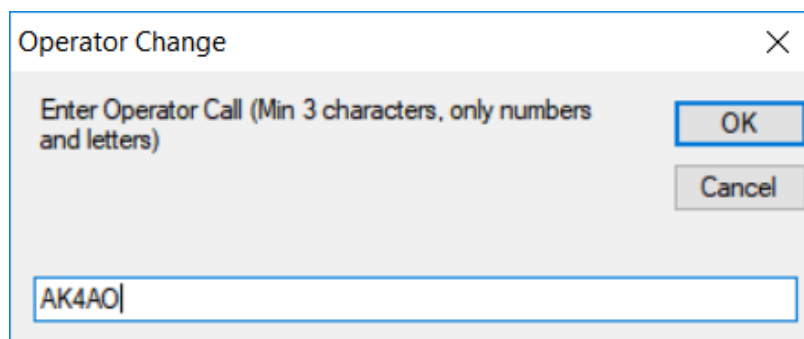 Operator Change
Enter Operator Call (Min 3 characters, only numbers
and letters)
OK
Cancel
AK4AO